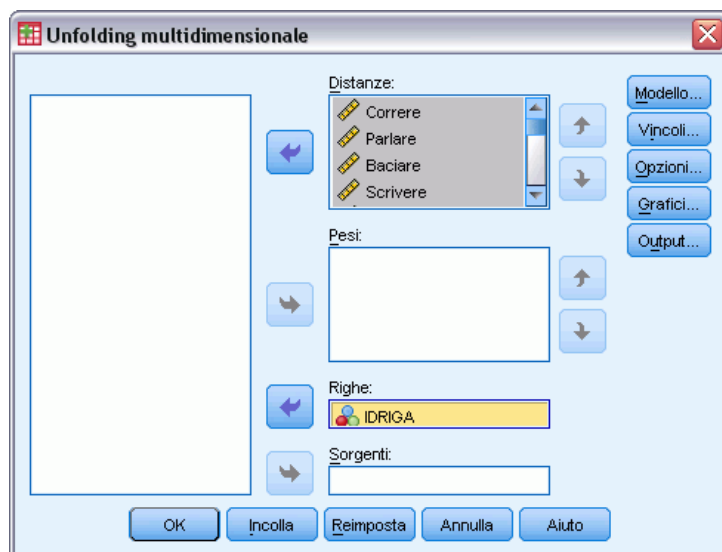 Unfolding multidimensionale
Distanze:
Correre
Parlare
Baciare
Scrivere
Pesi:
Righe:
IDRIGA
Sorgenti:
Modello...
Vincoli...
Opzioni...
Grafici...
Output...
OK
Incolla
Reimposta
Annulla
Aiuto